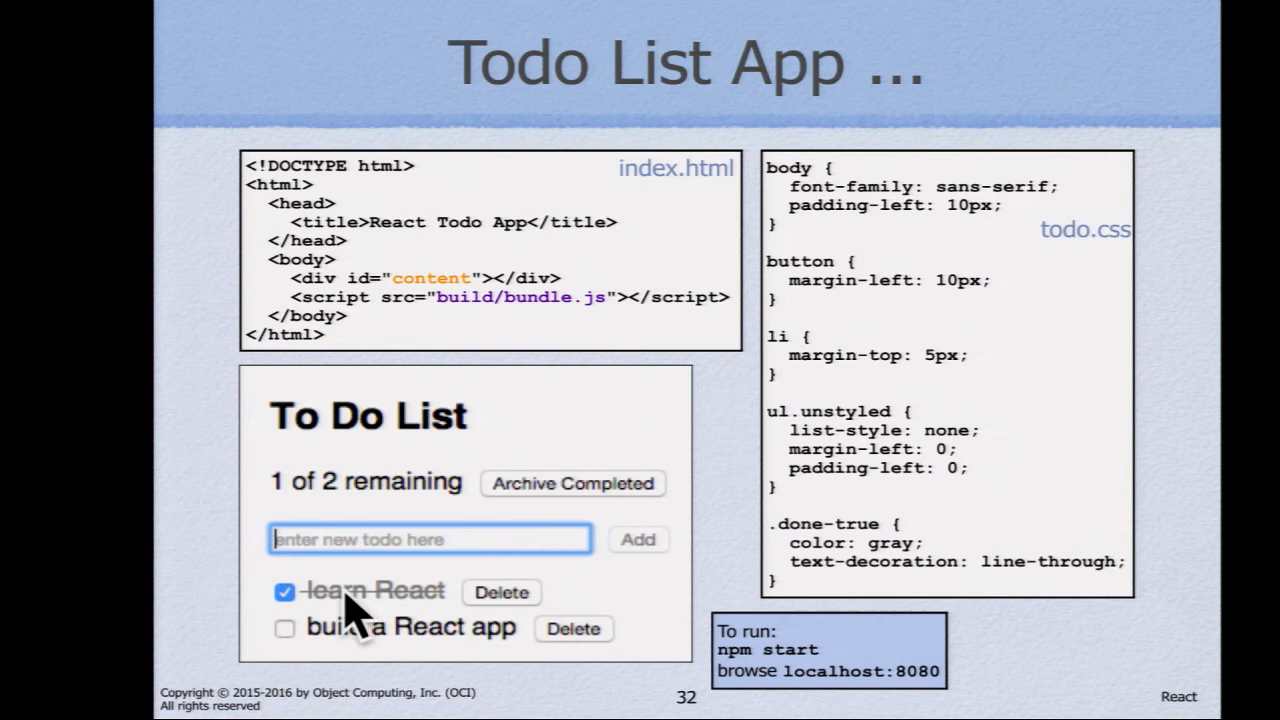 Todo List App ...
index.html
<!DOCTYPE html>
<html>
  <head>
    <title>React Todo App</title>
  </head>
  <body>
    <div id="content"></div>
    <script src="build/bundle.js"></script>
  </body>
</html>
todo.css
body {
  font-family: sans-serif;
  padding-left: 10px;
}
button {
  margin-left: 10px;
}
li {
  margin-top: 5px;
}
ul.unstyled {
  list-style: none;
  margin-left: 0;
  padding-left: 0;
}
.done-true {
  color: gray;
  text-decoration: line-through;
}
To Do List
1 of 2 remaining Archive Completed
enter new todo here Add
learn React Delete
build a React app Delete
To run:
npm start
browse localhost:8080
Copyright © 2015-2016 by Object Computing, Inc. (OCI)
All rights reserved
32
React